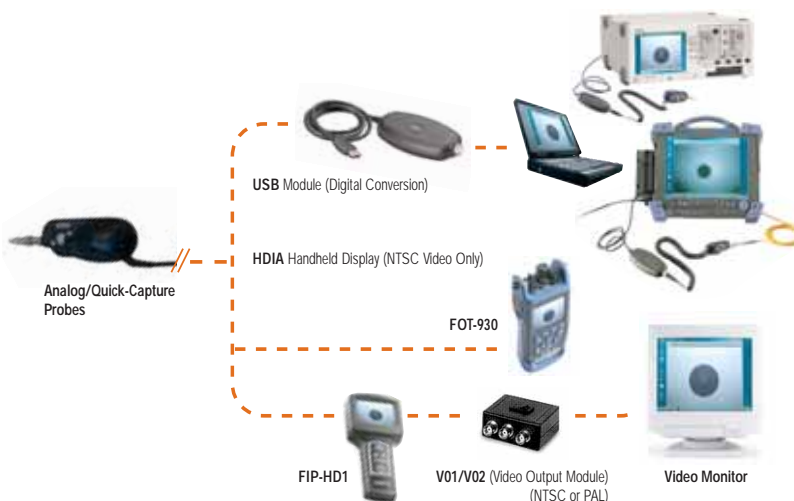 USB Module (Digital Conversion)
HDIA Handheld Display (NTSC Video Only)
Analog/Quick-Capture
Probes
FOT-930
FIP-HD1
V01/V02 (Video Output Module)
(NTSC or PAL)
Video Monitor